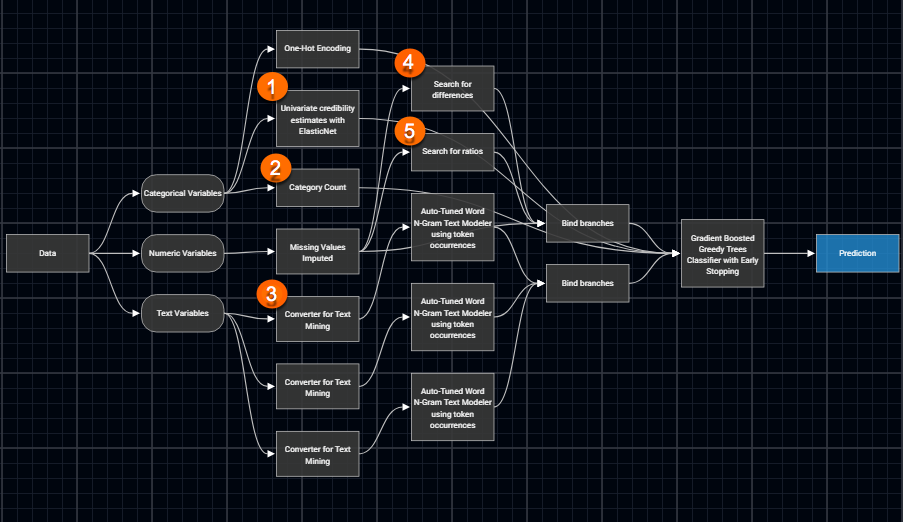 One-Hot Encoding
1
Univariate credibility
estimates with
ElasticNet
2
Category Count
4
Search for
differences
5
Search for ratios
Categorical Variables
Data
Numeric Variables
Missing Values
Imputed
Text Variables
3
Converter for Text
Mining
Converter for Text
Mining
Converter for Text
Mining
Auto-Tuned Word
N-Gram Text Modeler
using token
occurrences
Auto-Tuned Word
N-Gram Text Modeler
using token
occurrences
Auto-Tuned Word
N-Gram Text Modeler
using token
occurrences
Bind branches
Bind branches
Gradient Boosted
Greedy Trees
Classifier with Early
Stopping
Prediction